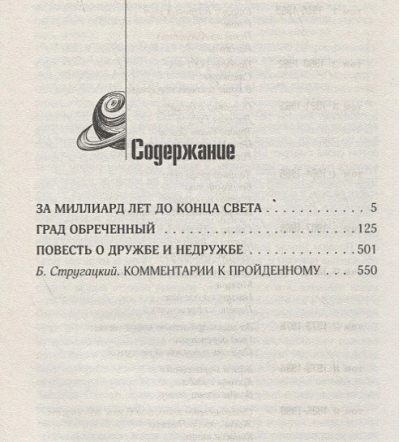 Содержание
ЗА МИЛЛИАРД ЛЕТ ДО КОНЦА СВЕТА . . . . . . . . . . . . 5
ГРАД ОБРЕЧЕННЫЙ . . . . . . . . . . . . . . . . . . . . . . . 125
ПОВЕСТЬ О ДРУЖБЕ И НЕДРУЖБЕ . . . . . . . . . . . . . 501
Б. Стругацкий. КОММЕНТАРИИ К ПРОЙДЕННОМУ . . . 550